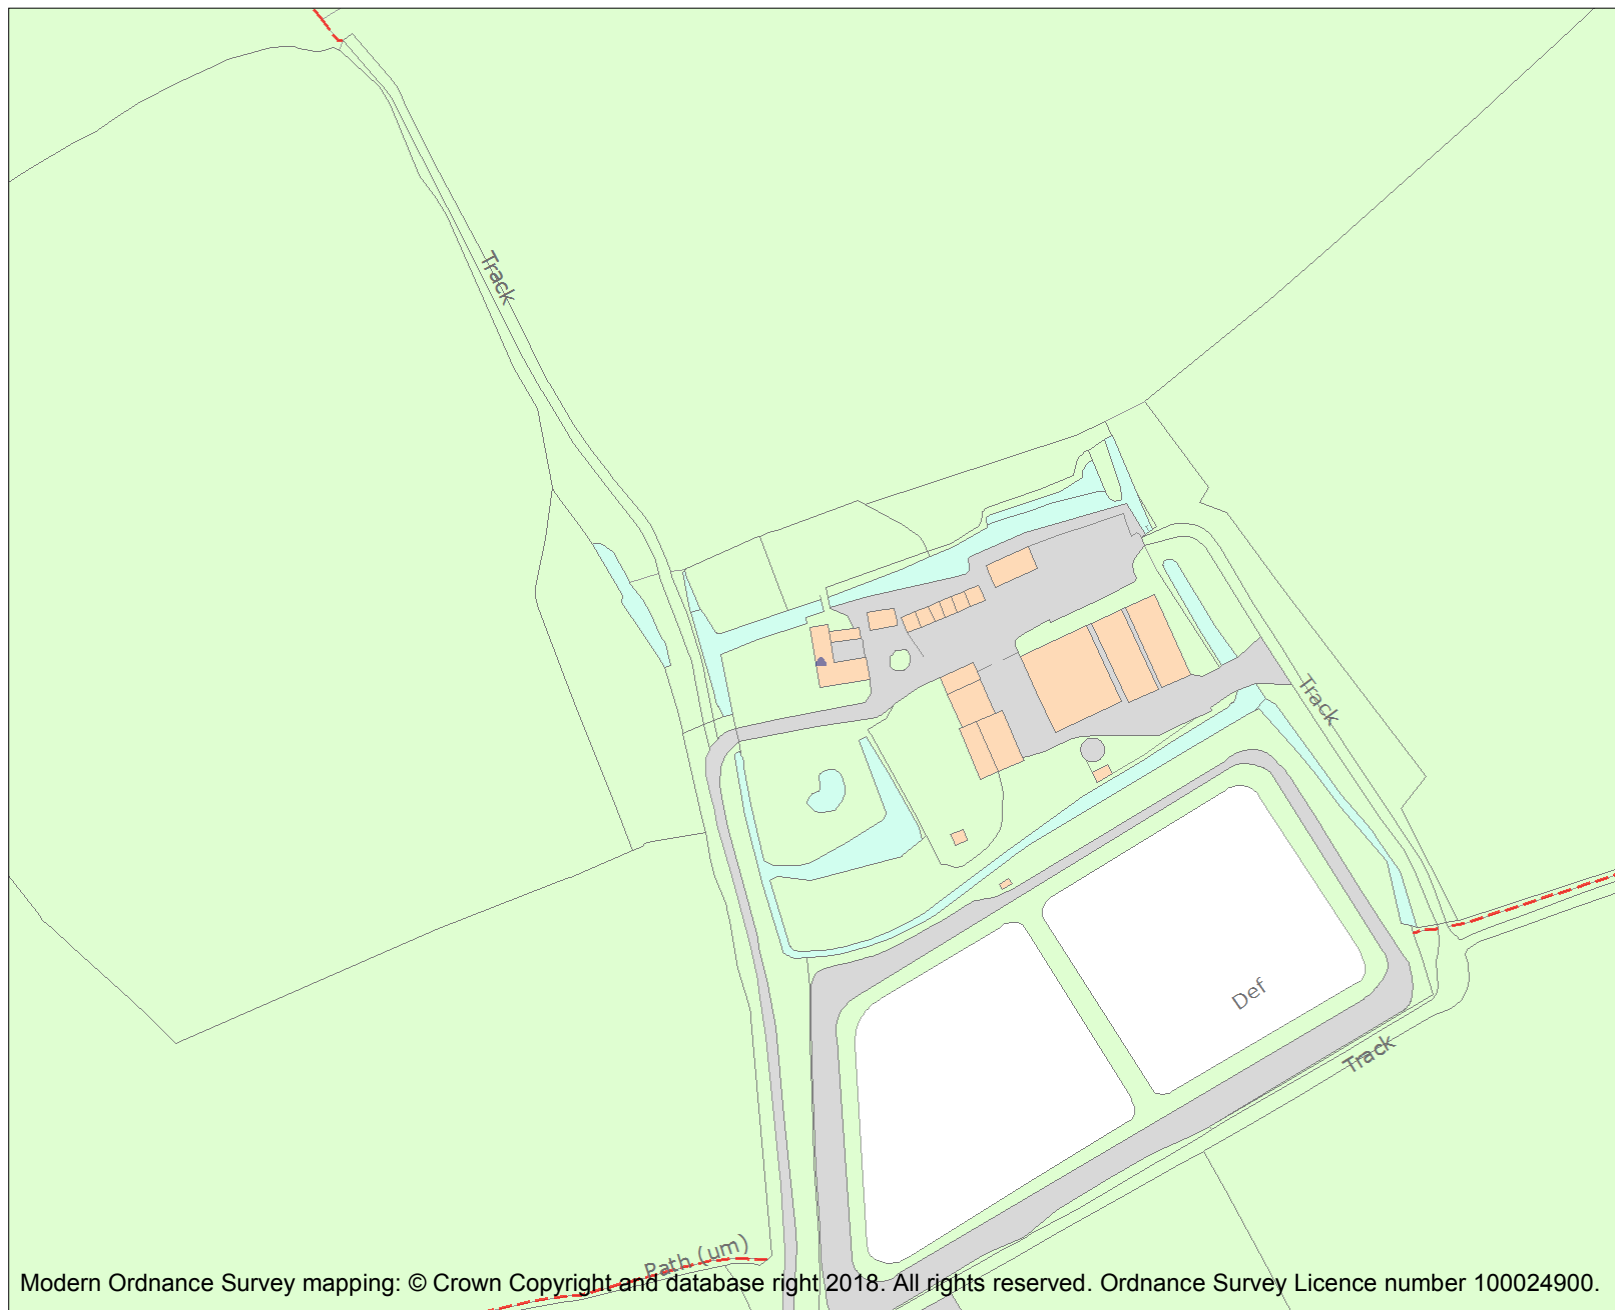 Track
Track
Def
Track
Path (um)
Modern Ordnance Survey mapping: © Crown Copyright and database right 2018. All rights reserved. Ordnance Survey Licence number 100024900.